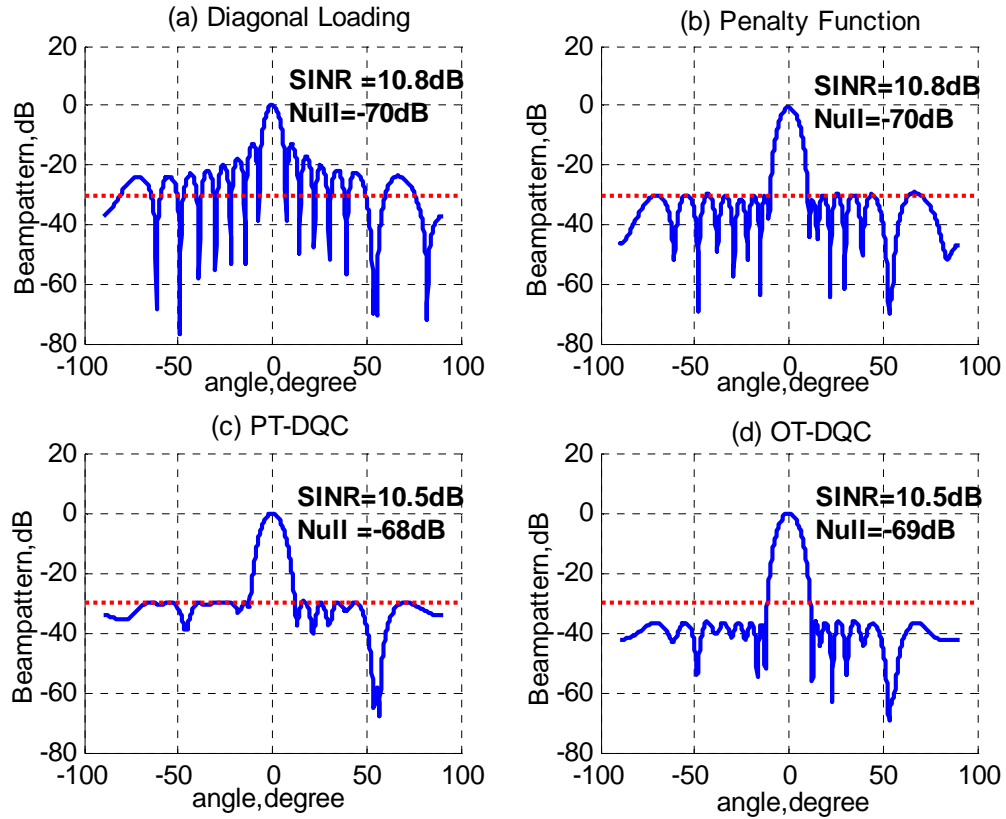 (a) Diagonal Loading
20
0
-20
-40
-60
-80
Beampattern,dB
SINR =10.8dB
Null=-70dB
-100
-50
0
50
100
angle,degree
(b) Penalty Function
20
0
-20
-40
-60
-80
Beampattern,dB
SINR=10.8dB
Null=-70dB
-100
-50
0
50
100
angle,degree
(c) PT-DQC
20
0
-20
-40
-60
-80
Beampattern,dB
SINR=10.5dB
Null =-68dB
-100
-50
0
50
100
angle,degree
(d) OT-DQC
20
0
-20
-40
-60
-80
Beampattern,dB
SINR=10.5dB
Null=-69dB
-100
-50
0
50
100
angle,degree